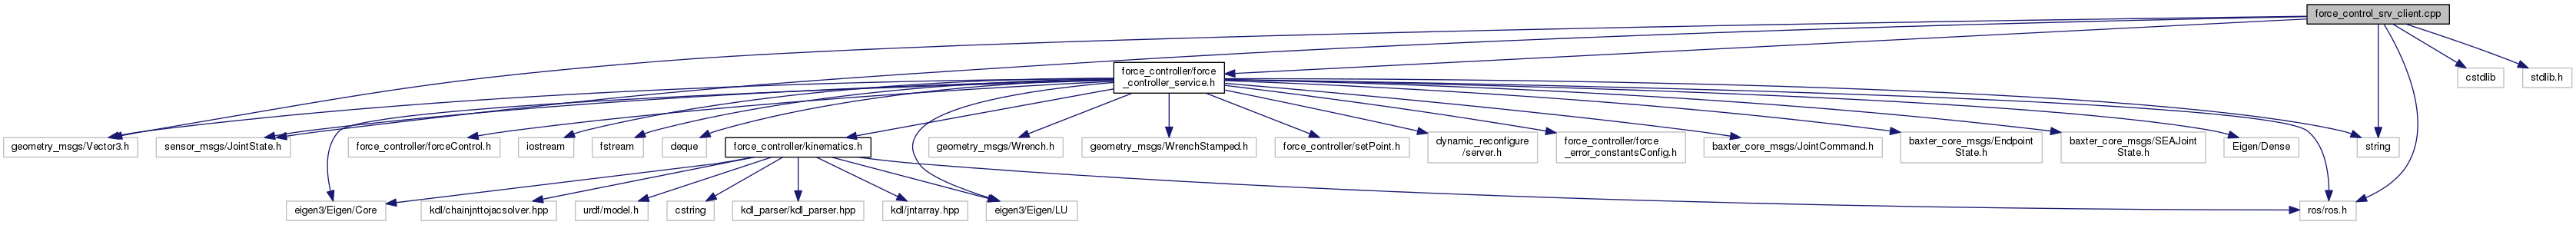 force_control_srv_client.cpp
force_controller/force
_controller_service.h
cstdlib
stdlib.h
geometry_msgs/Vector3.h
sensor_msgs/JointState.h
force_controller/forceControl.h
iostream
fstream
deque
force_controller/kinematics.h
geometry_msgs/Wrench.h
geometry_msgs/WrenchStamped.h
force_controller/setPoint.h
dynamic_reconfigure
/server.h
force_controller/force
_error_constantsConfig.h
baxter_core_msgs/JointCommand.h
baxter_core_msgs/Endpoint
State.h
baxter_core_msgs/SEAJoint
State.h
Eigen/Dense
string
eigen3/Eigen/Core
kdl/chainjnttojacsolver.hpp
urdf/model.h
cstring
kdl_parser/kdl_parser.hpp
kdl/jntarray.hpp
eigen3/Eigen/LU
ros/ros.h